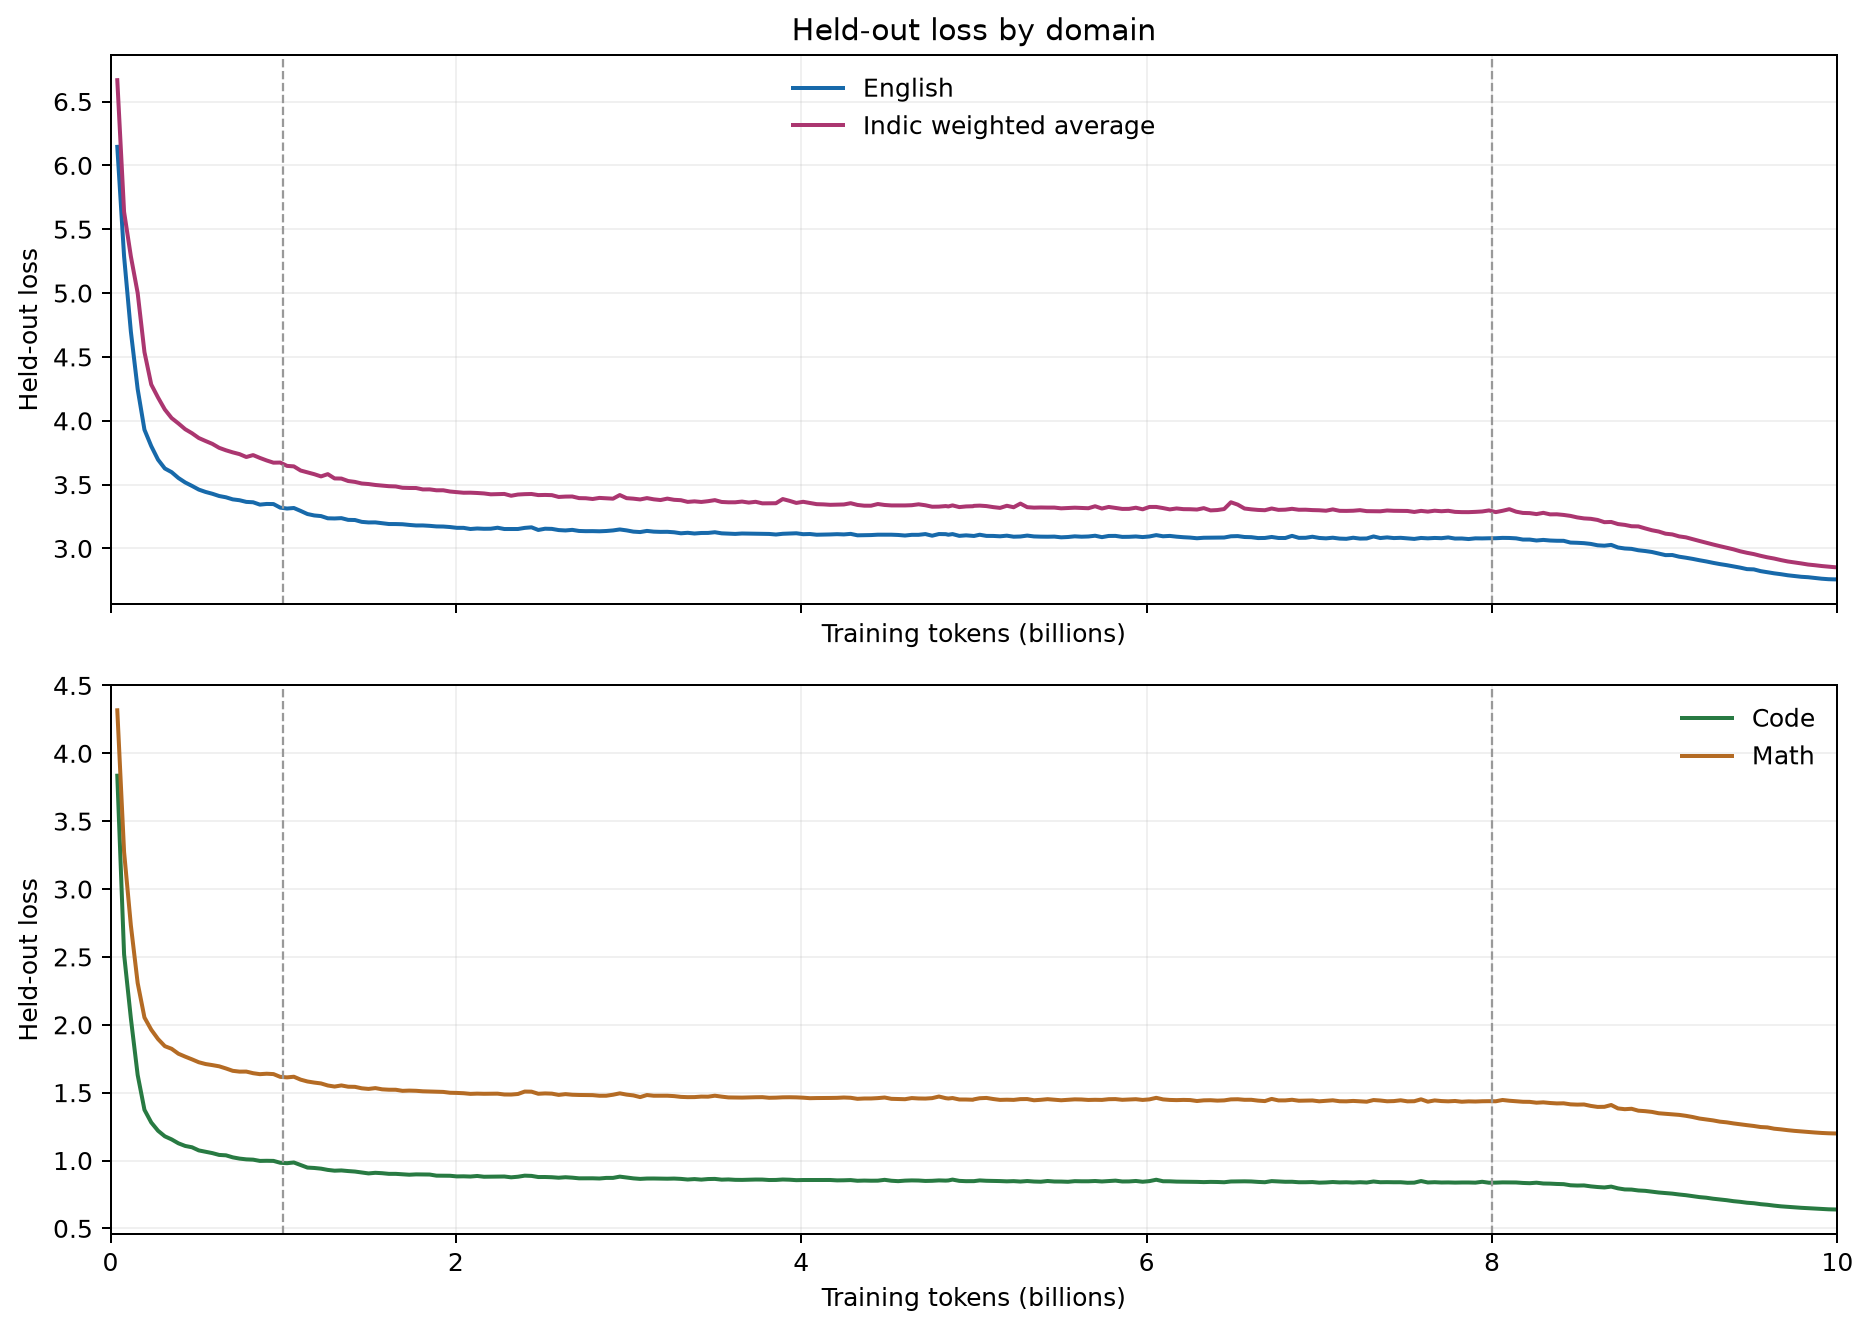 Held-out loss by domain
English
Indic weighted average
6.5
6.0
5.5
5.0
4.5
4.0
3.5
3.0
Held-out loss
Training tokens (billions)
Code
Math
4.5
4.0
3.5
3.0
2.5
2.0
1.5
1.0
0.5
Held-out loss
0 2 4 6 8 10
Training tokens (billions)